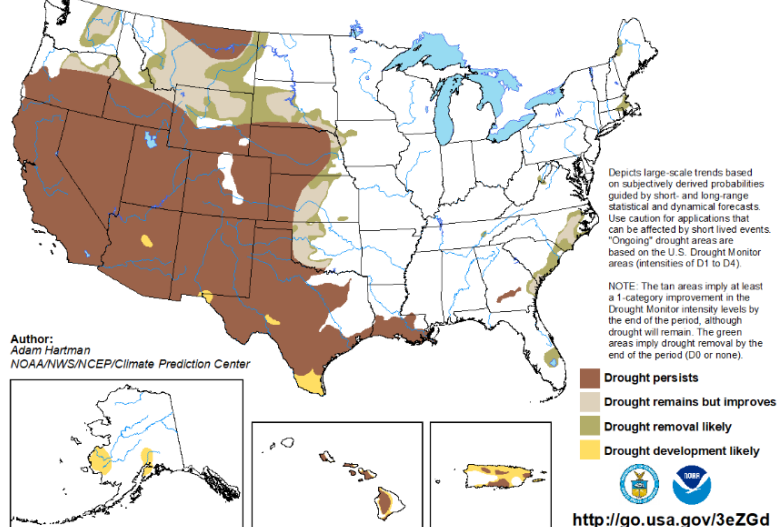 Depicts large-scale trends based
on subjectively derived probabilities
guided by short- and long-range
statistical and dynamical forecasts.
Use caution for applications that
can be affected by short lived events.
"Ongoing" drought areas are
based on the U.S. Drought Monitor
areas (intensities of D1 to D4).
NOTE: The tan areas imply at least
a 1-category improvement in the
Drought Monitor intensity levels by
the end of the period, although
drought will remain. The green
areas imply drought removal by the
end of the period (D0 or none).
Author:
Adam Hartman
NOAA/NWS/NCEP/Climate Prediction Center
Drought persists
Drought remains but improves
Drought removal likely
Drought development likely
http://go.usa.gov/3eZGd